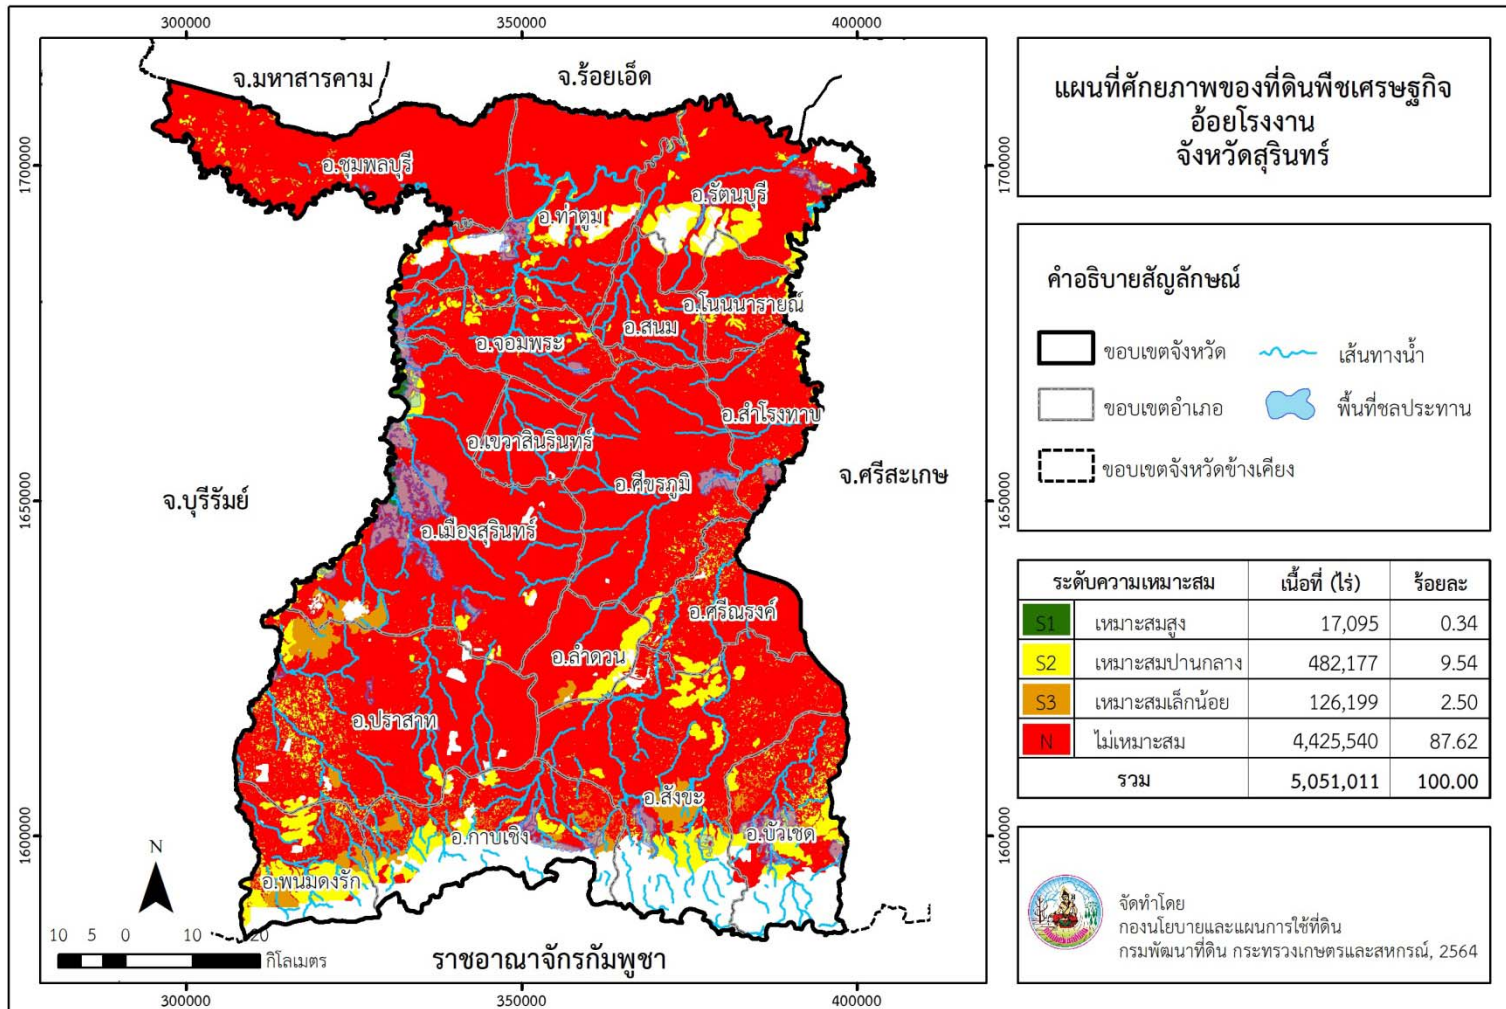 300000
350000
400000
จ.มหาสารคาม
จ.ร้อยเอ็ด
1700000
1700000
อ.ชุมพลบุรี
อ.รัตนบุรี
อ.ท่าตูม
อ.โนนนารายณ์
อ.สนม
อ.จอมพระ
อ.สำโรงทาบ
อ.เขวาสินรินทร์
อ.ศีขรภูมิ
จ.ศรีสะเกษ
จ.บุรีรัมย์
1650000
1650000
อ.เมืองสุรินทร์
อ.ศรีณรงค์
อ.ลำดวน
อ.ปราสาท
อ.สังขะ
อ.กาบเชิง
อ.บัวเชด
1600000
1600000
อ.พนมดงรัก
N
10 5 0 10 20
กิโลเมตร
ราชอาณาจักรกัมพูชา
300000
350000
400000
แผนที่ศักยภาพของที่ดินพืชเศรษฐกิจ
อ้อยโรงงาน
จังหวัดสุรินทร์
คำอธิบายสัญลักษณ์
ขอบเขตจังหวัด เส้นทางน้ำ
ขอบเขตอำเภอ พื้นที่ชลประทาน
ขอบเขตจังหวัดข้างเคียง
ระดับความเหมาะสม เนื้อที่ (ไร่) ร้อยละ
S1 เหมาะสมสูง 17,095 0.34
S2 เหมาะสมปานกลาง 482,177 9.54
S3 เหมาะสมเล็กน้อย 126,199 2.50
N ไม่เหมาะสม 4,425,540 87.62
รวม 5,051,011 100.00
จัดทำโดย
กองนโยบายและแผนการใช้ที่ดิน
กรมพัฒนาที่ดิน กระทรวงเกษตรและสหกรณ์, 2564